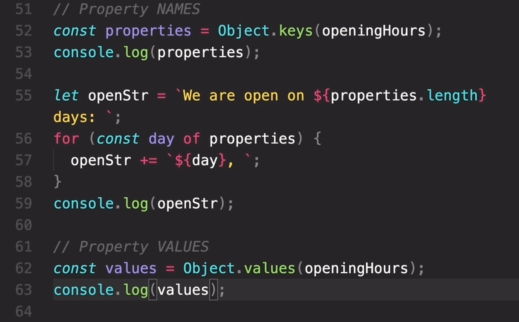 51 // Property NAMES
52 const properties = Object.keys(openingHours);
53 console.log(properties);
54
55 let openStr = `We are open on ${properties.length}
days: `;
56 for (const day of properties) {
57 openStr += `${day}, `;
58 }
59 console.log(openStr);
60
61 // Property VALUES
62 const values = Object.values(openingHours);
63 console.log(values);
64